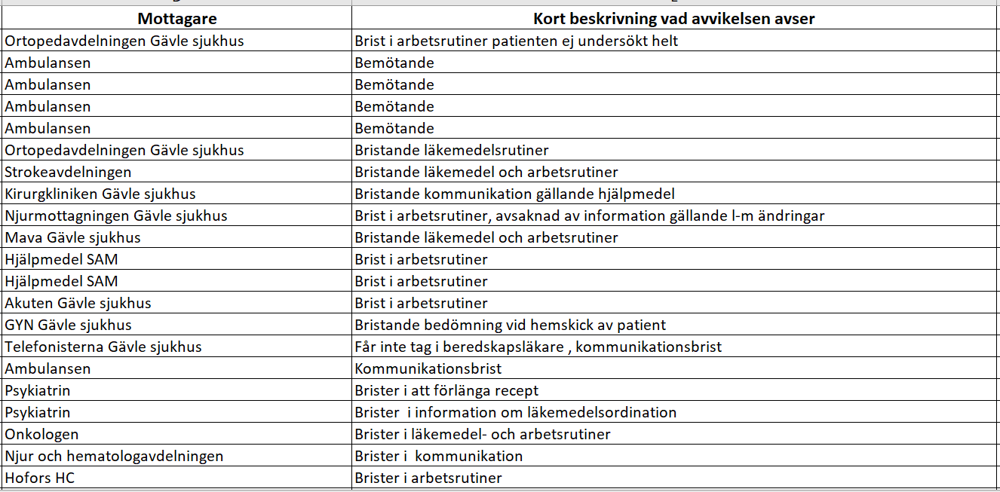 Mottagare Kort beskrivning vad avvikelsen avser
Ortopedavdelningen Gävle sjukhus Brist i arbetsrutiner patienten ej undersökt helt
Ambulansen Bemötande
Ambulansen Bemötande
Ambulansen Bemötande
Ambulansen Bemötande
Ortopedavdelningen Gävle sjukhus Bristande läkemedelsrutiner
Strokeavdelningen Bristande läkemedel och arbetsrutiner
Kirurgkliniken Gävle sjukhus Bristande kommunikation gällande hjälpmedel
Njurmottagningen Gävle sjukhus Brist i arbetsrutiner, avsaknad av information gällande l-m ändringar
Mava Gävle sjukhus Bristande läkemedel och arbetsrutiner
Hjälpmedel SAM Brist i arbetsrutiner
Hjälpmedel SAM Brist i arbetsrutiner
Akuten Gävle sjukhus Brist i arbetsrutiner
GYN Gävle sjukhus Bristande bedömning vid hemskick av patient
Telefonisterna Gävle sjukhus Får inte tag i beredskapsläkare , kommunikationsbrist
Ambulansen Kommunikationsbrist
Psykiatrin Brister i att förlänga recept
Psykiatrin Brister  i information om läkemedelsordination
Onkologen Brister i läkemedel- och arbetsrutiner
Njur och hematologavdelningen Brister i  kommunikation
Hofors HC Brister i arbetsrutiner